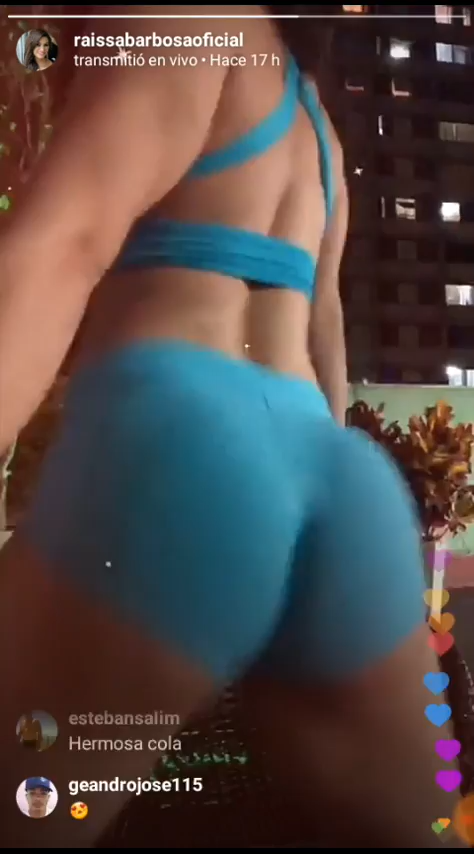 raissabarbosaoficial
transmitió en vivo • Hace 17 h
estebansalim
Hermosa cola
geandrojose115
😍